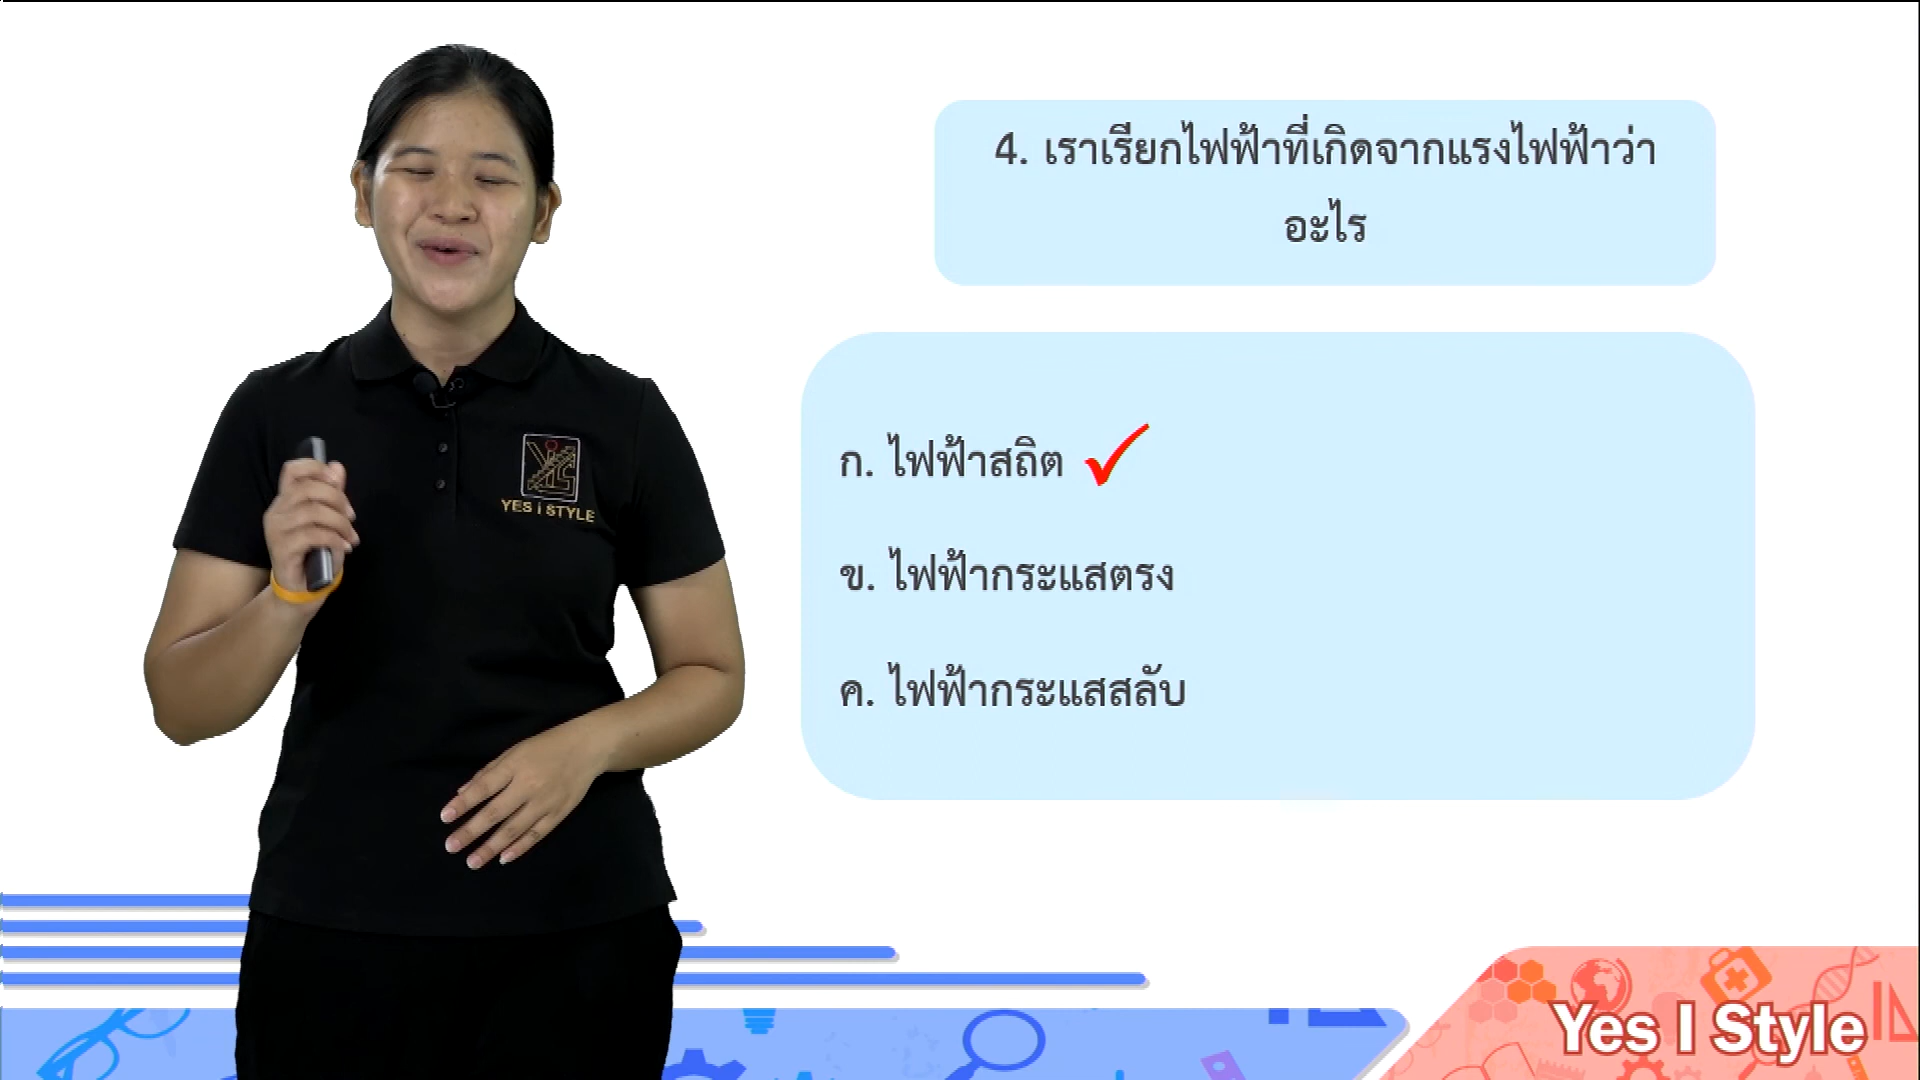 4. เราเรียกไฟฟ้าที่เกิดจากแรงไฟฟ้าว่า
อะไร
ก. ไฟฟ้าสถิต
ข. ไฟฟ้ากระแสตรง
ค. ไฟฟ้ากระแสสลับ
YES i STYLE
Yes I Style